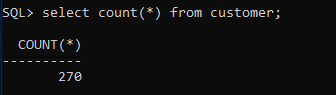 SQL> select count(*) from customer;
COUNT(*)
----------
270